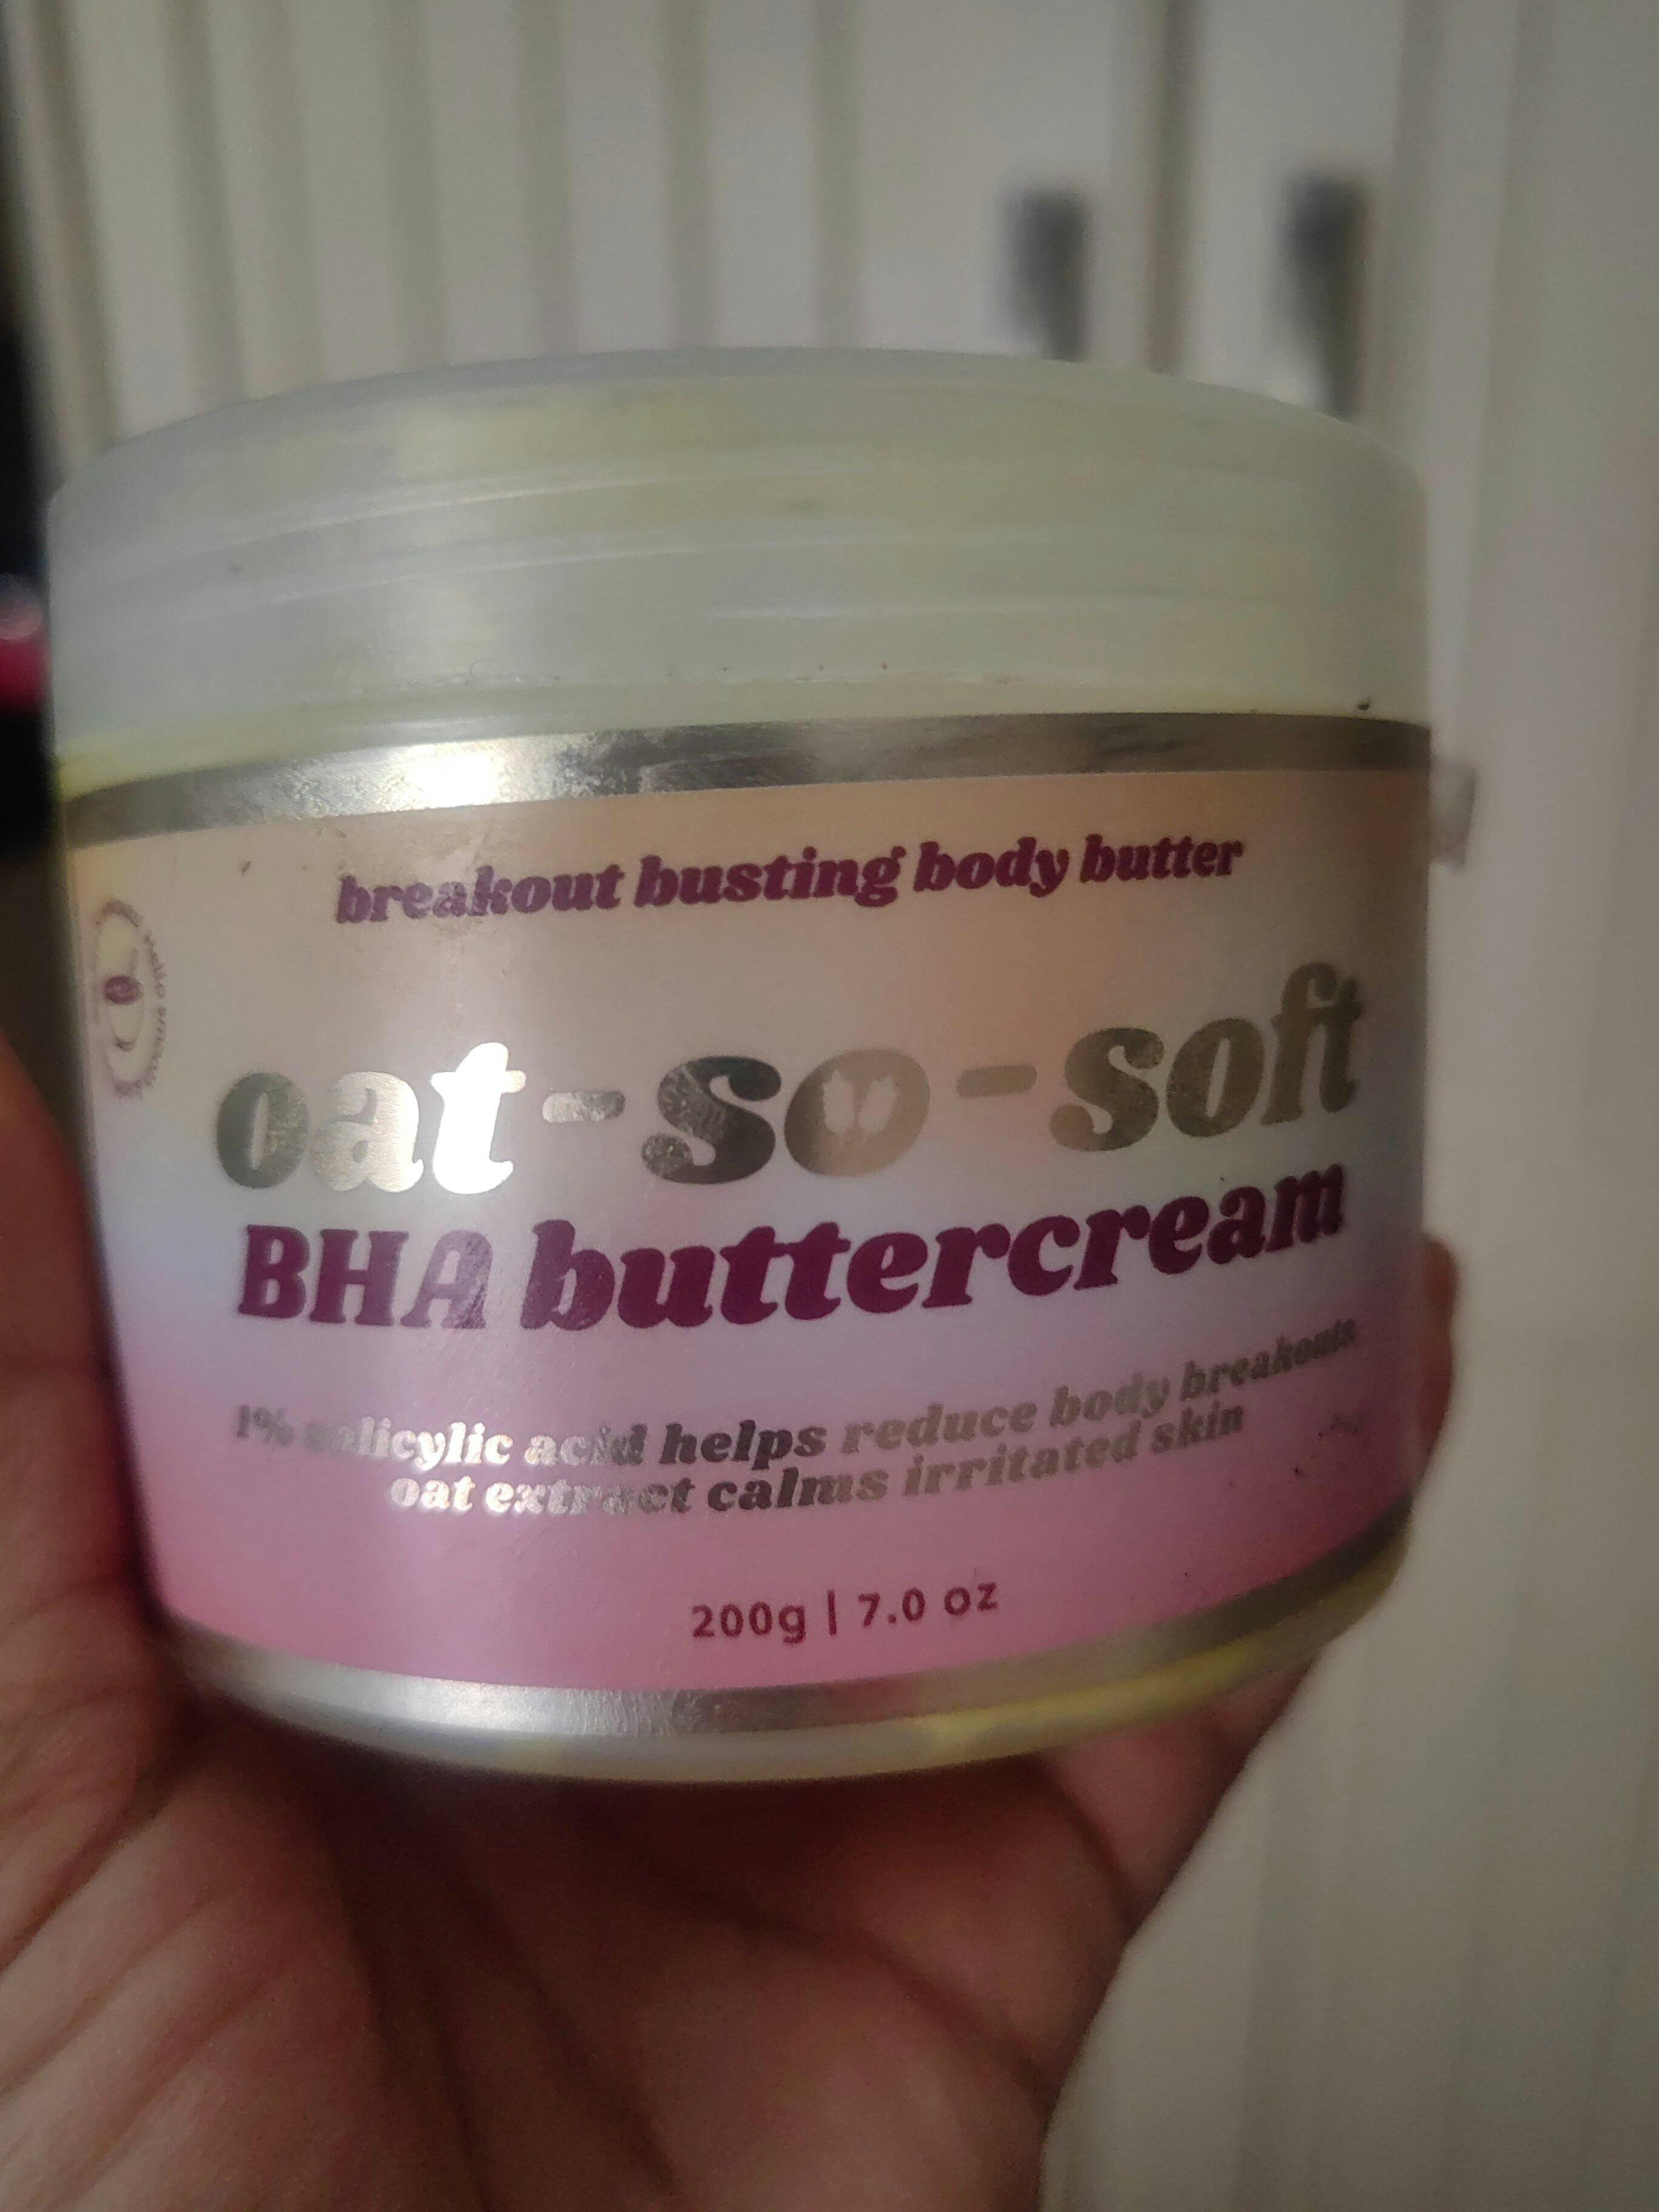 breakout busting body butter
oat-so-soft
BHA buttercream
1% salicylic acid helps reduce body breakouts
oat extract calms irritated skin
200g | 7.0 oz